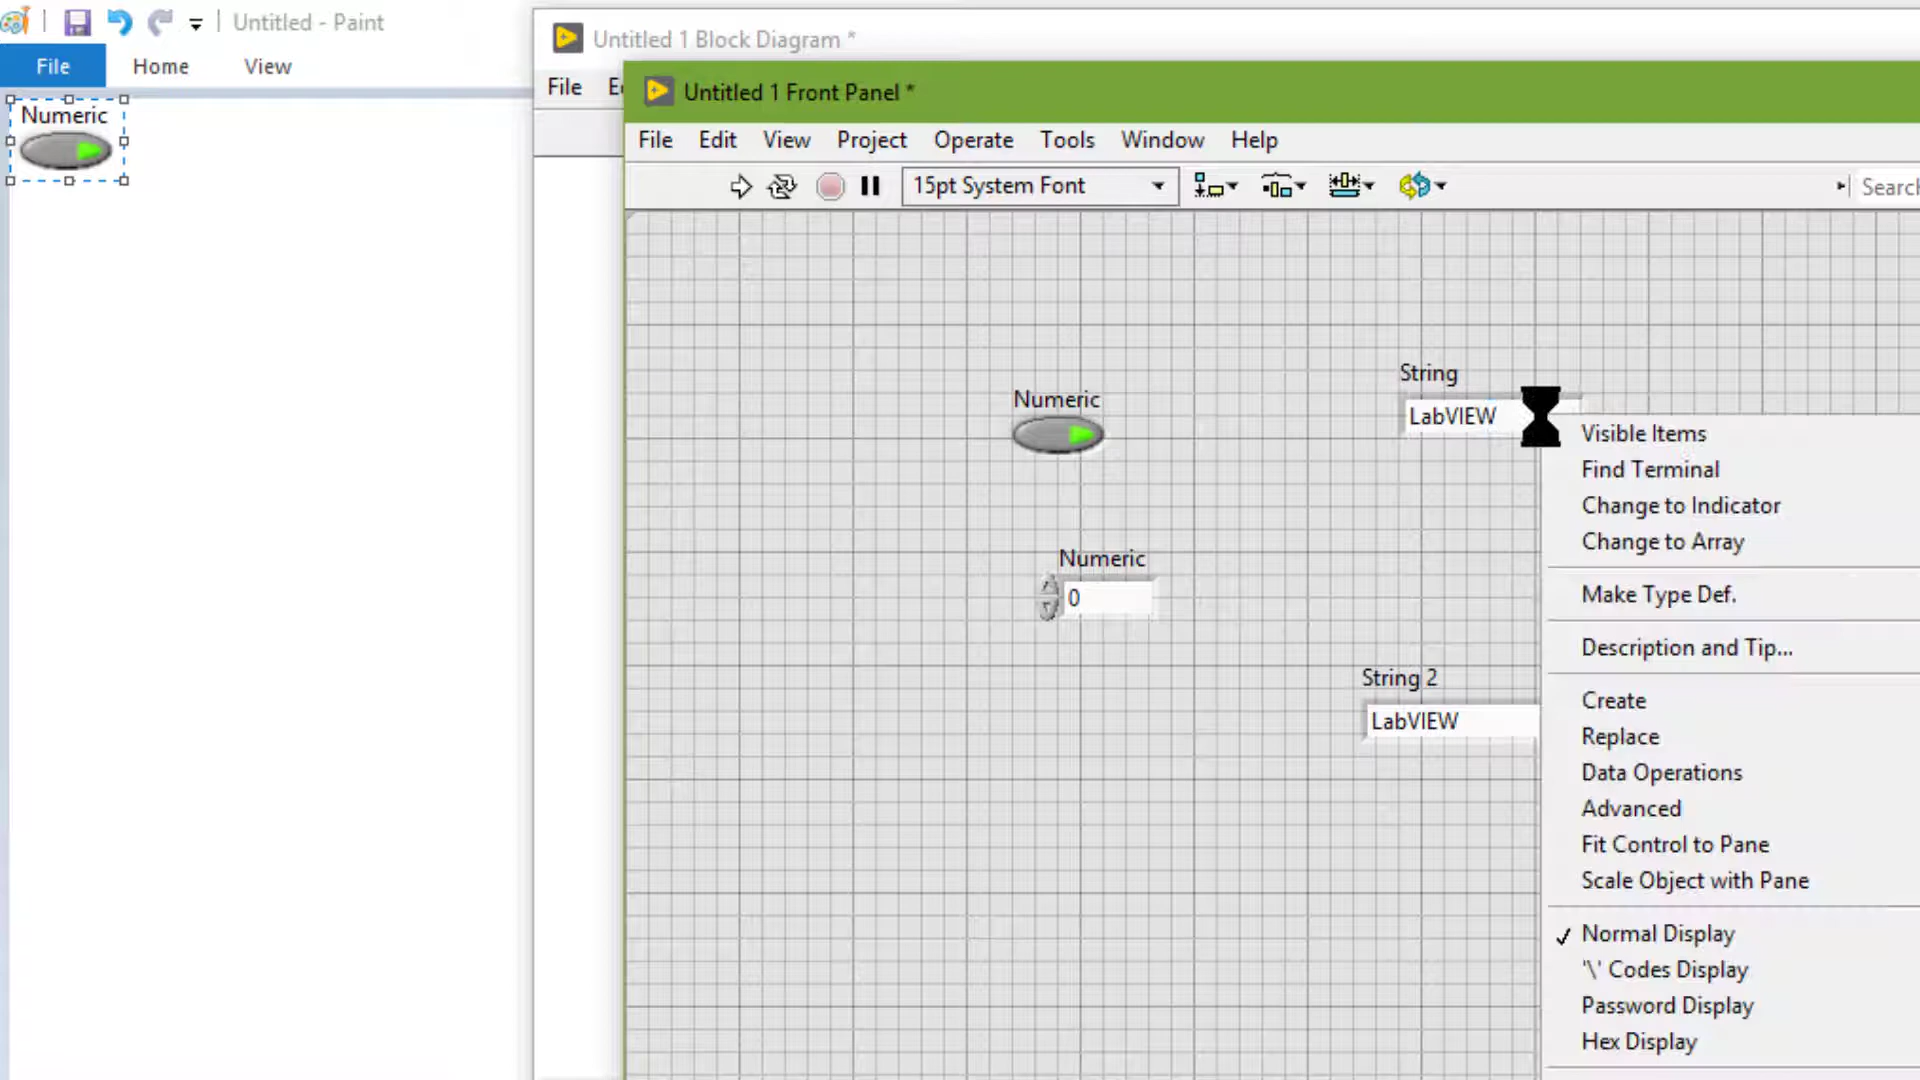 Untitled - Paint
File Home View
Numeric
Untitled 1 Block Diagram *
File
Untitled 1 Front Panel *
File Edit View Project Operate Tools Window Help
15pt System Font
Numeric
Numeric
0
String
LabVIEW
String 2
LabVIEW
Visible Items
Find Terminal
Change to Indicator
Change to Array
Make Type Def.
Description and Tip...
Create
Replace
Data Operations
Advanced
Fit Control to Pane
Scale Object with Pane
Normal Display
'\' Codes Display
Password Display
Hex Display